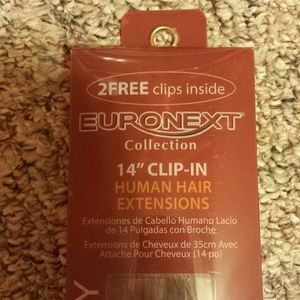 2FREE clips inside
EURONEXT
Collection
14" CLIP-IN
HUMAN HAIR
EXTENSIONS
Extensiones de Cabello Humano Lacio
de 14 Pulgadas con Broche
Extensions de Cheveux de 35cm Avec
Attache Pour Cheveux (14 po)
Y